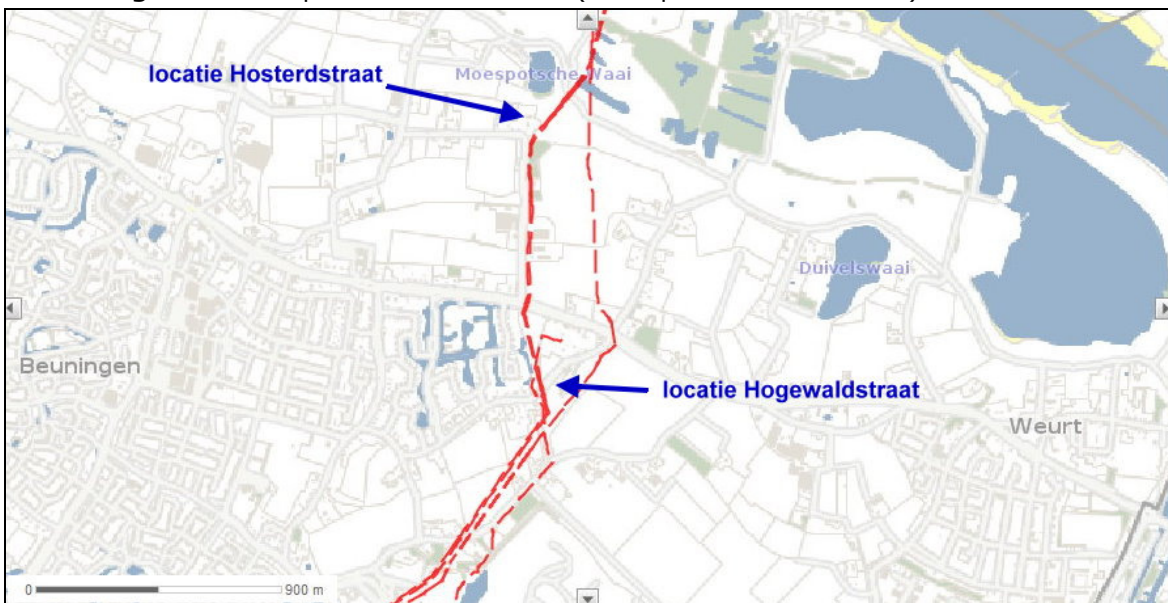 locatie Hosterdstraat
Moespotsche Waai
Duivelswaai
Beuningen
locatie Hogewaldstraat
Weurt
0 900 m